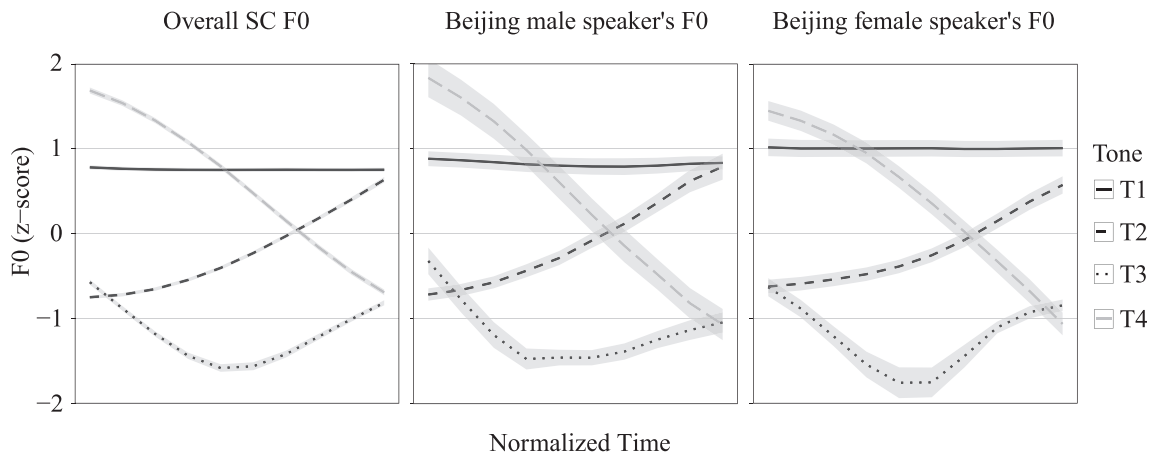 Overall SC F0
Beijing male speaker's F0
Beijing female speaker's F0
F0 (z−score)
2
1
0
−1
−2
Normalized Time
Tone
T1
T2
T3
T4